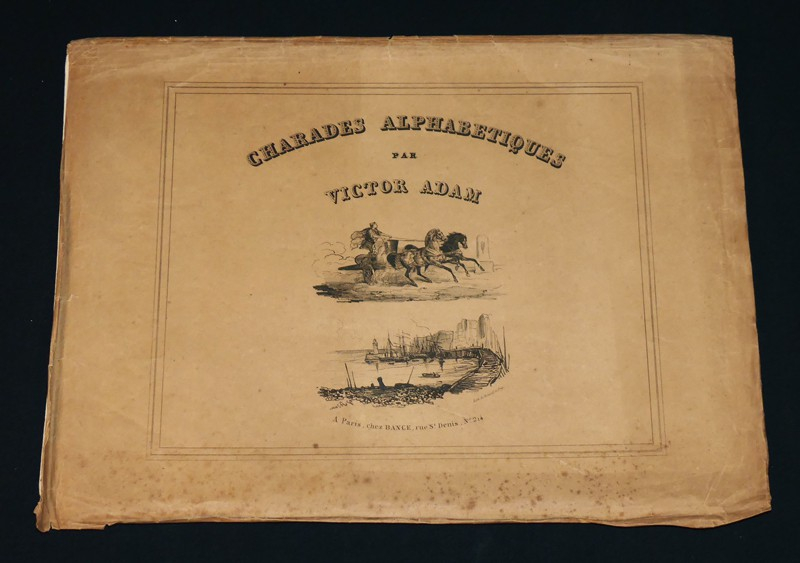 CHARADES ALPHABETIQUES
PAR
VICTOR ADAM
A Paris, chez BANCE, rue St Denis, No 214